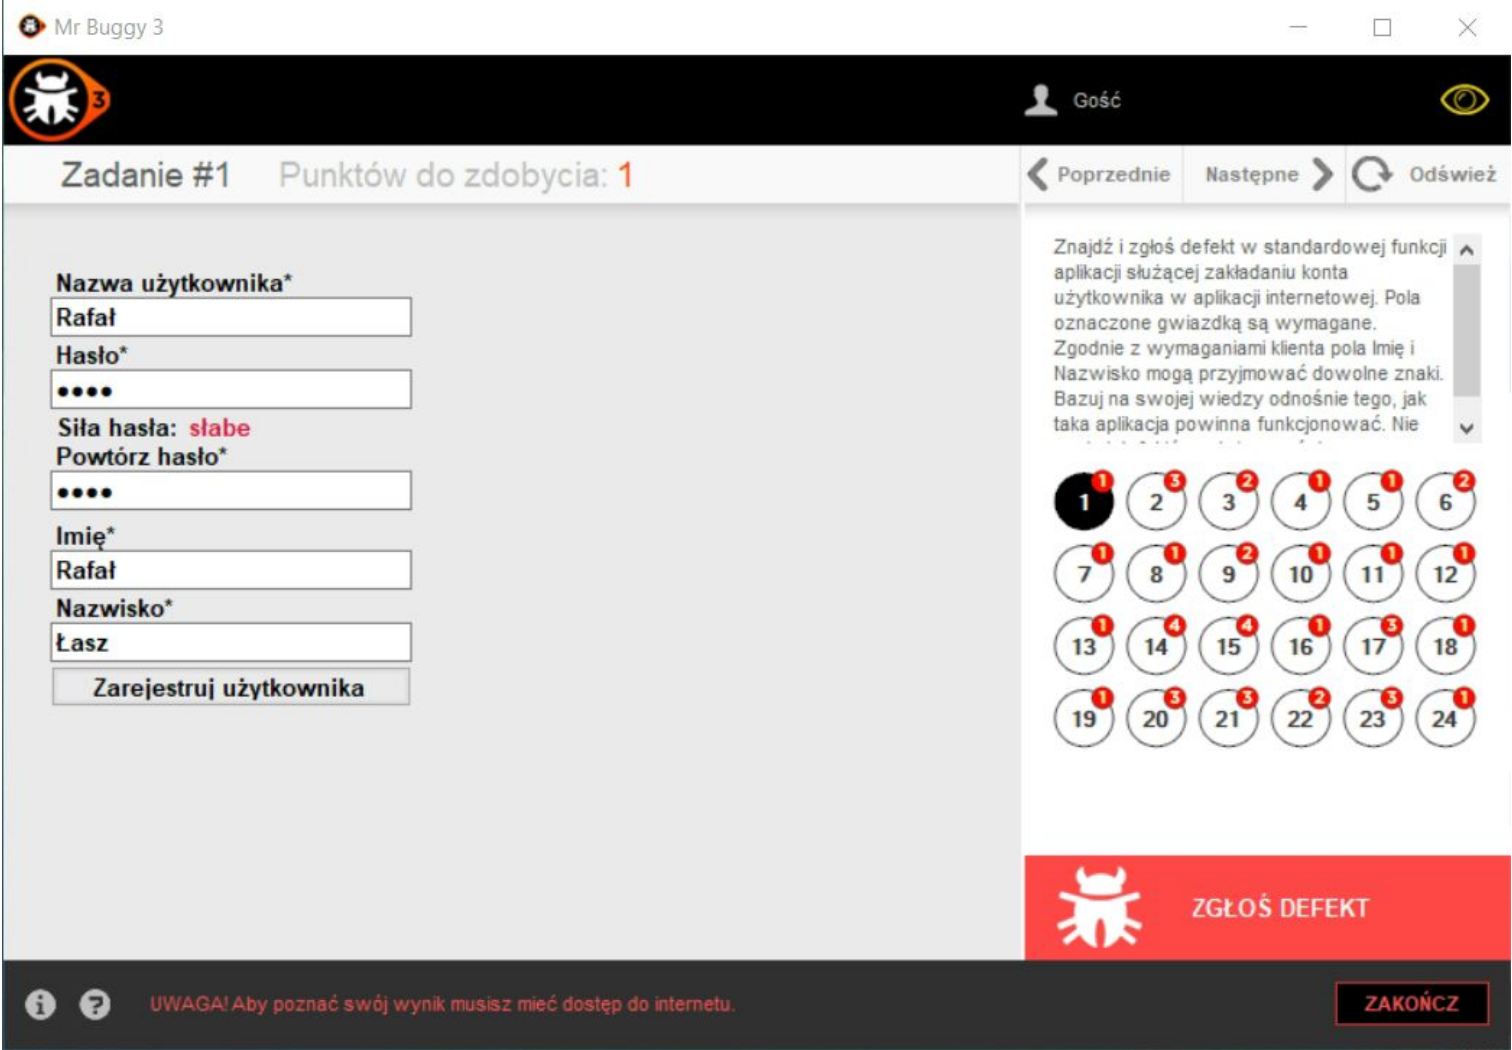 Mr Buggy 3
3
Gość
Zadanie #1 Punktów do zdobycia: 1
Poprzednie Następne Odśwież
Nazwa użytkownika*
Rafał
Hasło*
••••
Siła hasła: słabe
Powtórz hasło*
••••
Imię*
Rafał
Nazwisko*
Łasz
Zarejestruj użytkownika
Znajdź i zgłoś defekt w standardowej funkcji
aplikacji służącej zakładaniu konta
użytkownika w aplikacji internetowej. Pola
oznaczone gwiazdką są wymagane.
Zgodnie z wymaganiami klienta pola Imię i
Nazwisko mogą przyjmować dowolne znaki.
Bazuj na swojej wiedzy odnośnie tego, jak
taka aplikacja powinna funkcjonować. Nie
1 1 2 3 3 2 4 1 5 1 6 2
7 1 8 1 9 2 10 1 11 1 12 1
13 1 14 4 15 4 16 1 17 3 18 1
19 1 20 3 21 3 22 2 23 3 24 1
ZGŁOŚ DEFEKT
UWAGA! Aby poznać swój wynik musisz mieć dostęp do internetu.
ZAKOŃCZ